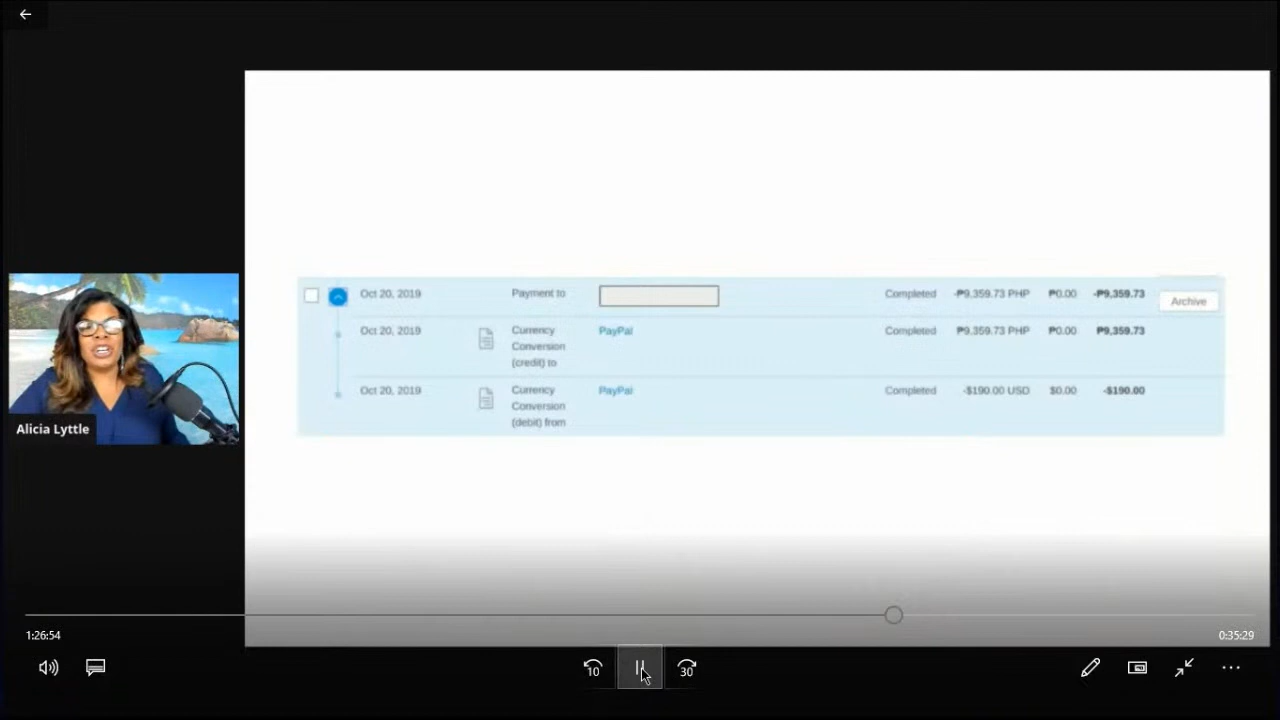 Oct 20, 2019 Payment to Completed -₱9,359.73 PHP ₱0.00 -₱9,359.73 Archive
Oct 20, 2019 Currency Conversion (credit) to PayPal Completed ₱9,359.73 PHP ₱0.00 ₱9,359.73
Oct 20, 2019 Currency Conversion (debit) from PayPal Completed -$190.00 USD $0.00 -$190.00
Alicia Lyttle
1:26:54 0:35:29
10 30